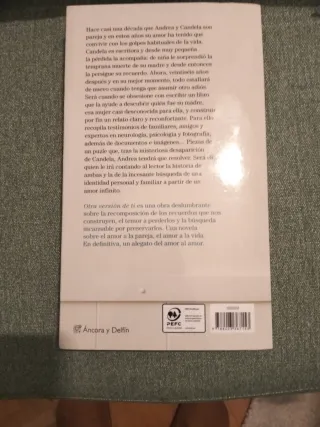 Hace casi una década que Andrea y Candela son
pareja y en estos años su amor ha tenido que
convivir con los golpes habituales de la vida.
Candela es escritora y desde muy pequeña
la pérdida la acompaña: de niña le sorprendió la
temprana muerte de su madre y desde entonces
la persigue su recuerdo. Ahora, veintiséis años
después y en su mejor momento, todo estallará
de nuevo cuando tenga que asumir otro adiós.
Será cuando se obsesione con escribir un libro
que la ayude a descubrir quién fue su madre,
esa mujer casi desconocida para ella, y construir
por fin un relato claro y reconfortante. Para ello
recopila testimonios de familiares, amigos y
expertos en neurología, psicología y fotografía;
además de documentos e imágenes... Piezas de
un puzle que, tras la misteriosa desaparición
de Candela, Andrea tendrá que resolver. Será ella
quien le irá contando al lector la historia de
ambas y la de la incesante búsqueda de una
identidad personal y familiar a partir de un
amor infinito.
Otra versión de ti es una obra deslumbrante
sobre la recomposición de los recuerdos que nos
construyen, el temor a perderlos y la búsqueda
incansable por preservarlos. Una novela
sobre el amor a la pareja, el amor a la vida.
En definitiva, un alegato del amor al amor.
Áncora y Delfín
PEFC